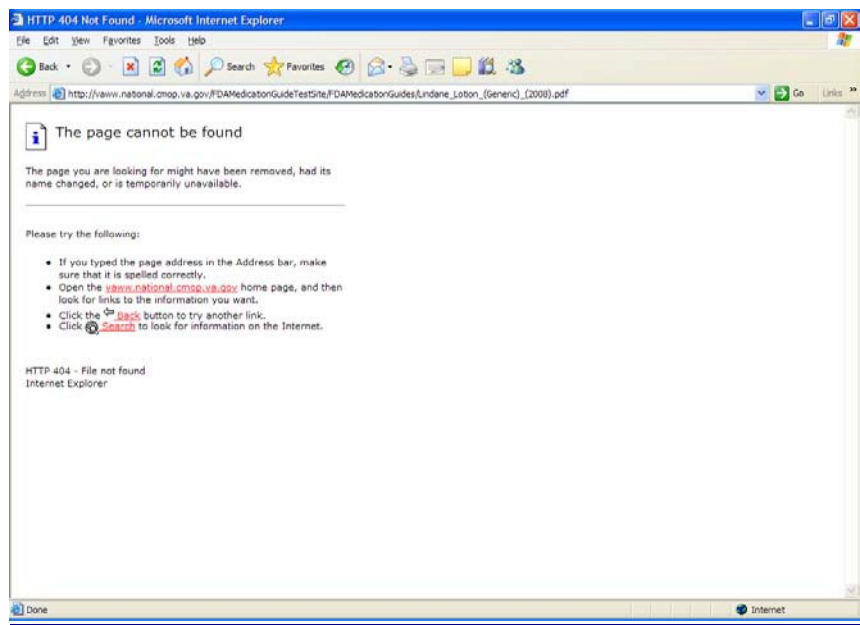 HTTP 404 Not Found - Microsoft Internet Explorer
File Edit View Favorites Tools Help
Back Search Favorites
Address http://vaww.national.cmop.va.gov/FDAMedicationGuideTestSite/FDAMedicationGuides/Lindane_Lotion_(Generic)_(2008).pdf Go Links »
The page cannot be found
The page you are looking for might have been removed, had its
name changed, or is temporarily unavailable.
Please try the following:
• If you typed the page address in the Address bar, make
sure that it is spelled correctly.
• Open the vaww.national.cmop.va.gov home page, and then
look for links to the information you want.
• Click the Back button to try another link.
• Click Search to look for information on the Internet.
HTTP 404 - File not found
Internet Explorer
Done Internet